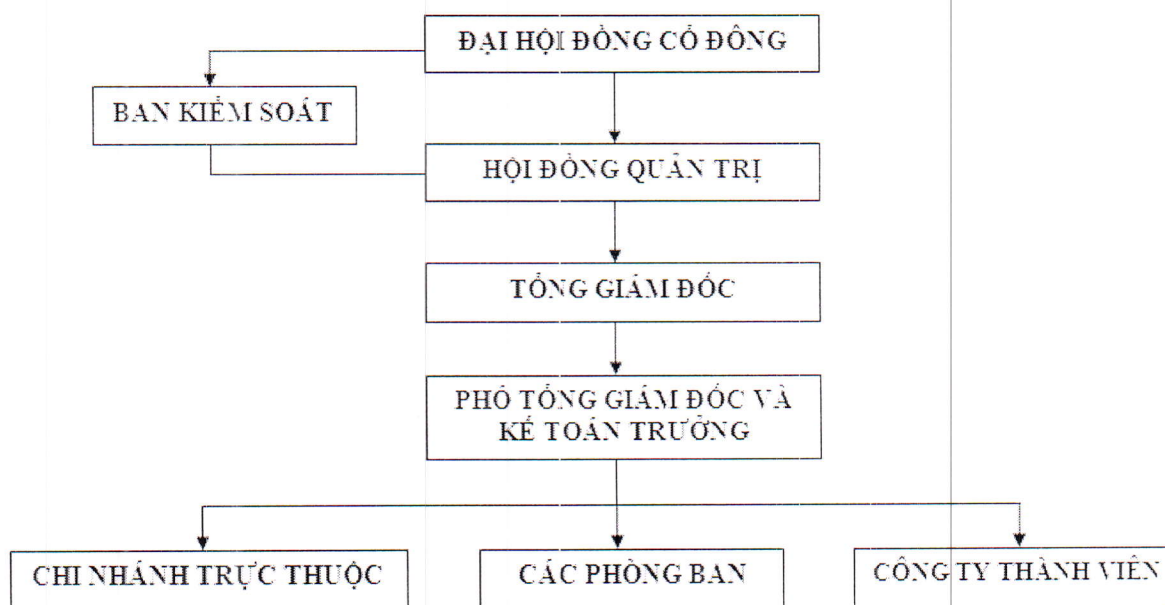 ĐẠI HỘI ĐỒNG CỔ ĐÔNG
BAN KIỂM SOÁT
HỘI ĐỒNG QUẢN TRỊ
TỔNG GIÁM ĐỐC
PHÓ TỔNG GIÁM ĐỐC VÀ
KẾ TOÁN TRƯỞNG
CHI NHÁNH TRỰC THUỘC
CÁC PHÒNG BAN
CÔNG TY THÀNH VIÊN